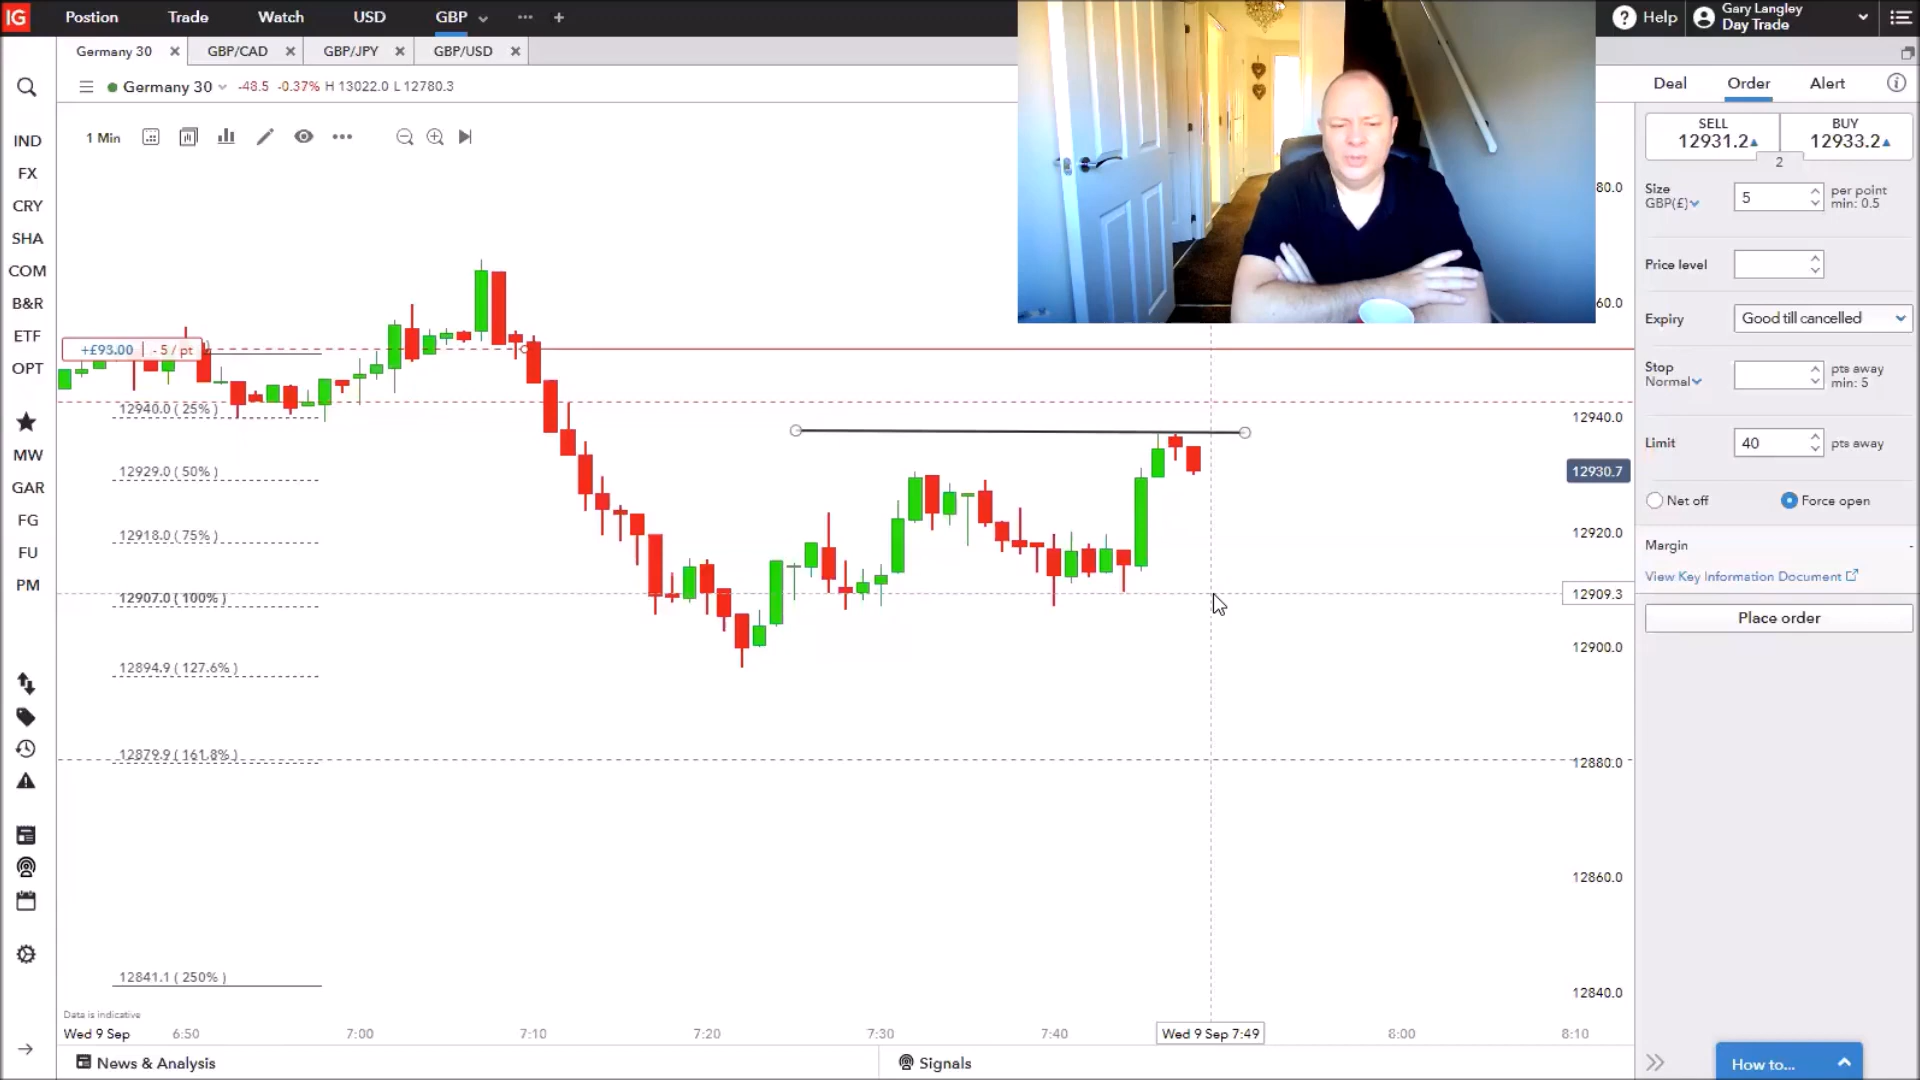 IG
Postion
Trade
Watch
USD
GBP
Help
Gary Langley
Day Trade
Germany 30
GBP/CAD
GBP/JPY
GBP/USD
Germany 30
-48.5 -0.37% H 13022.0 L 12780.3
1 Min
IND
FX
CRY
SHA
COM
B&R
ETF
OPT
MW
GAR
FG
FU
PM
+£93.00
- 5 / pt
12940.0 ( 25% )
12929.0 ( 50% )
12918.0 ( 75% )
12907.0 ( 100% )
12894.9 ( 127.6% )
12879.9 ( 161.8% )
12841.1 ( 250% )
80.0
60.0
12940.0
12930.7
12920.0
12909.3
12900.0
12880.0
12860.0
12840.0
Data is indicative
Wed 9 Sep
6:50
7:00
7:10
7:20
7:30
7:40
Wed 9 Sep 7:49
8:00
8:10
News & Analysis
Signals
Deal
Order
Alert
SELL
12931.2
BUY
12933.2
2
Size
GBP(£)
5
per point
min: 0.5
Price level
Expiry
Good till cancelled
Stop
Normal
pts away
min: 5
Limit
40
pts away
Net off
Force open
Margin
-
View Key Information Document
Place order
How to...